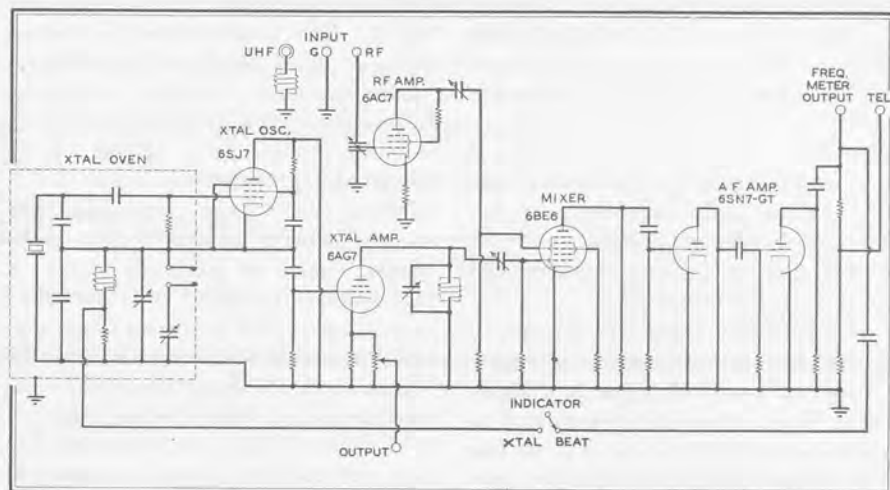 INPUT
UHF G RF
RF AMP.
6AC7
XTAL OSC.
6SJ7
XTAL OVEN
FREQ.
METER
OUTPUT TEL
MIXER
6BE6
A F AMP.
6SN7-GT
XTAL AMP.
6AG7
INDICATOR
XTAL BEAT
OUTPUT